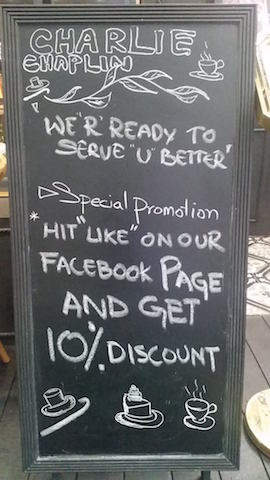 CHARLIE
CHAPLIN
"WE "R" READY TO
SERVE "U" BETTER"
Special Promotion
* HIT "LIKE" ON OUR
FACEBOOK PAGE
AND GET
10% DISCOUNT